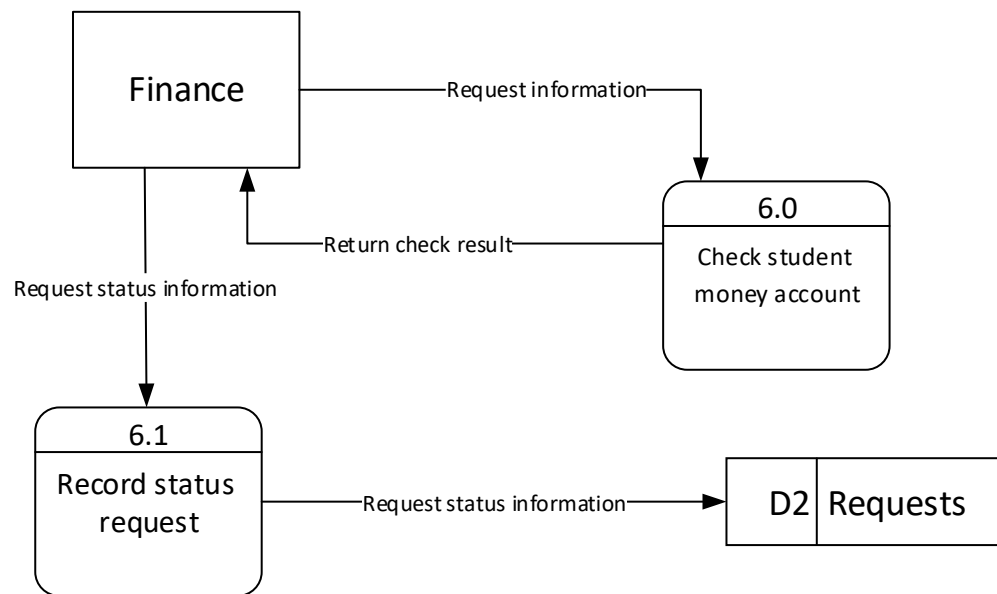 Finance
Request information
6.0
Return check result
Check student
money account
Request status information
6.1
Record status
request
Request status information
D2 Requests